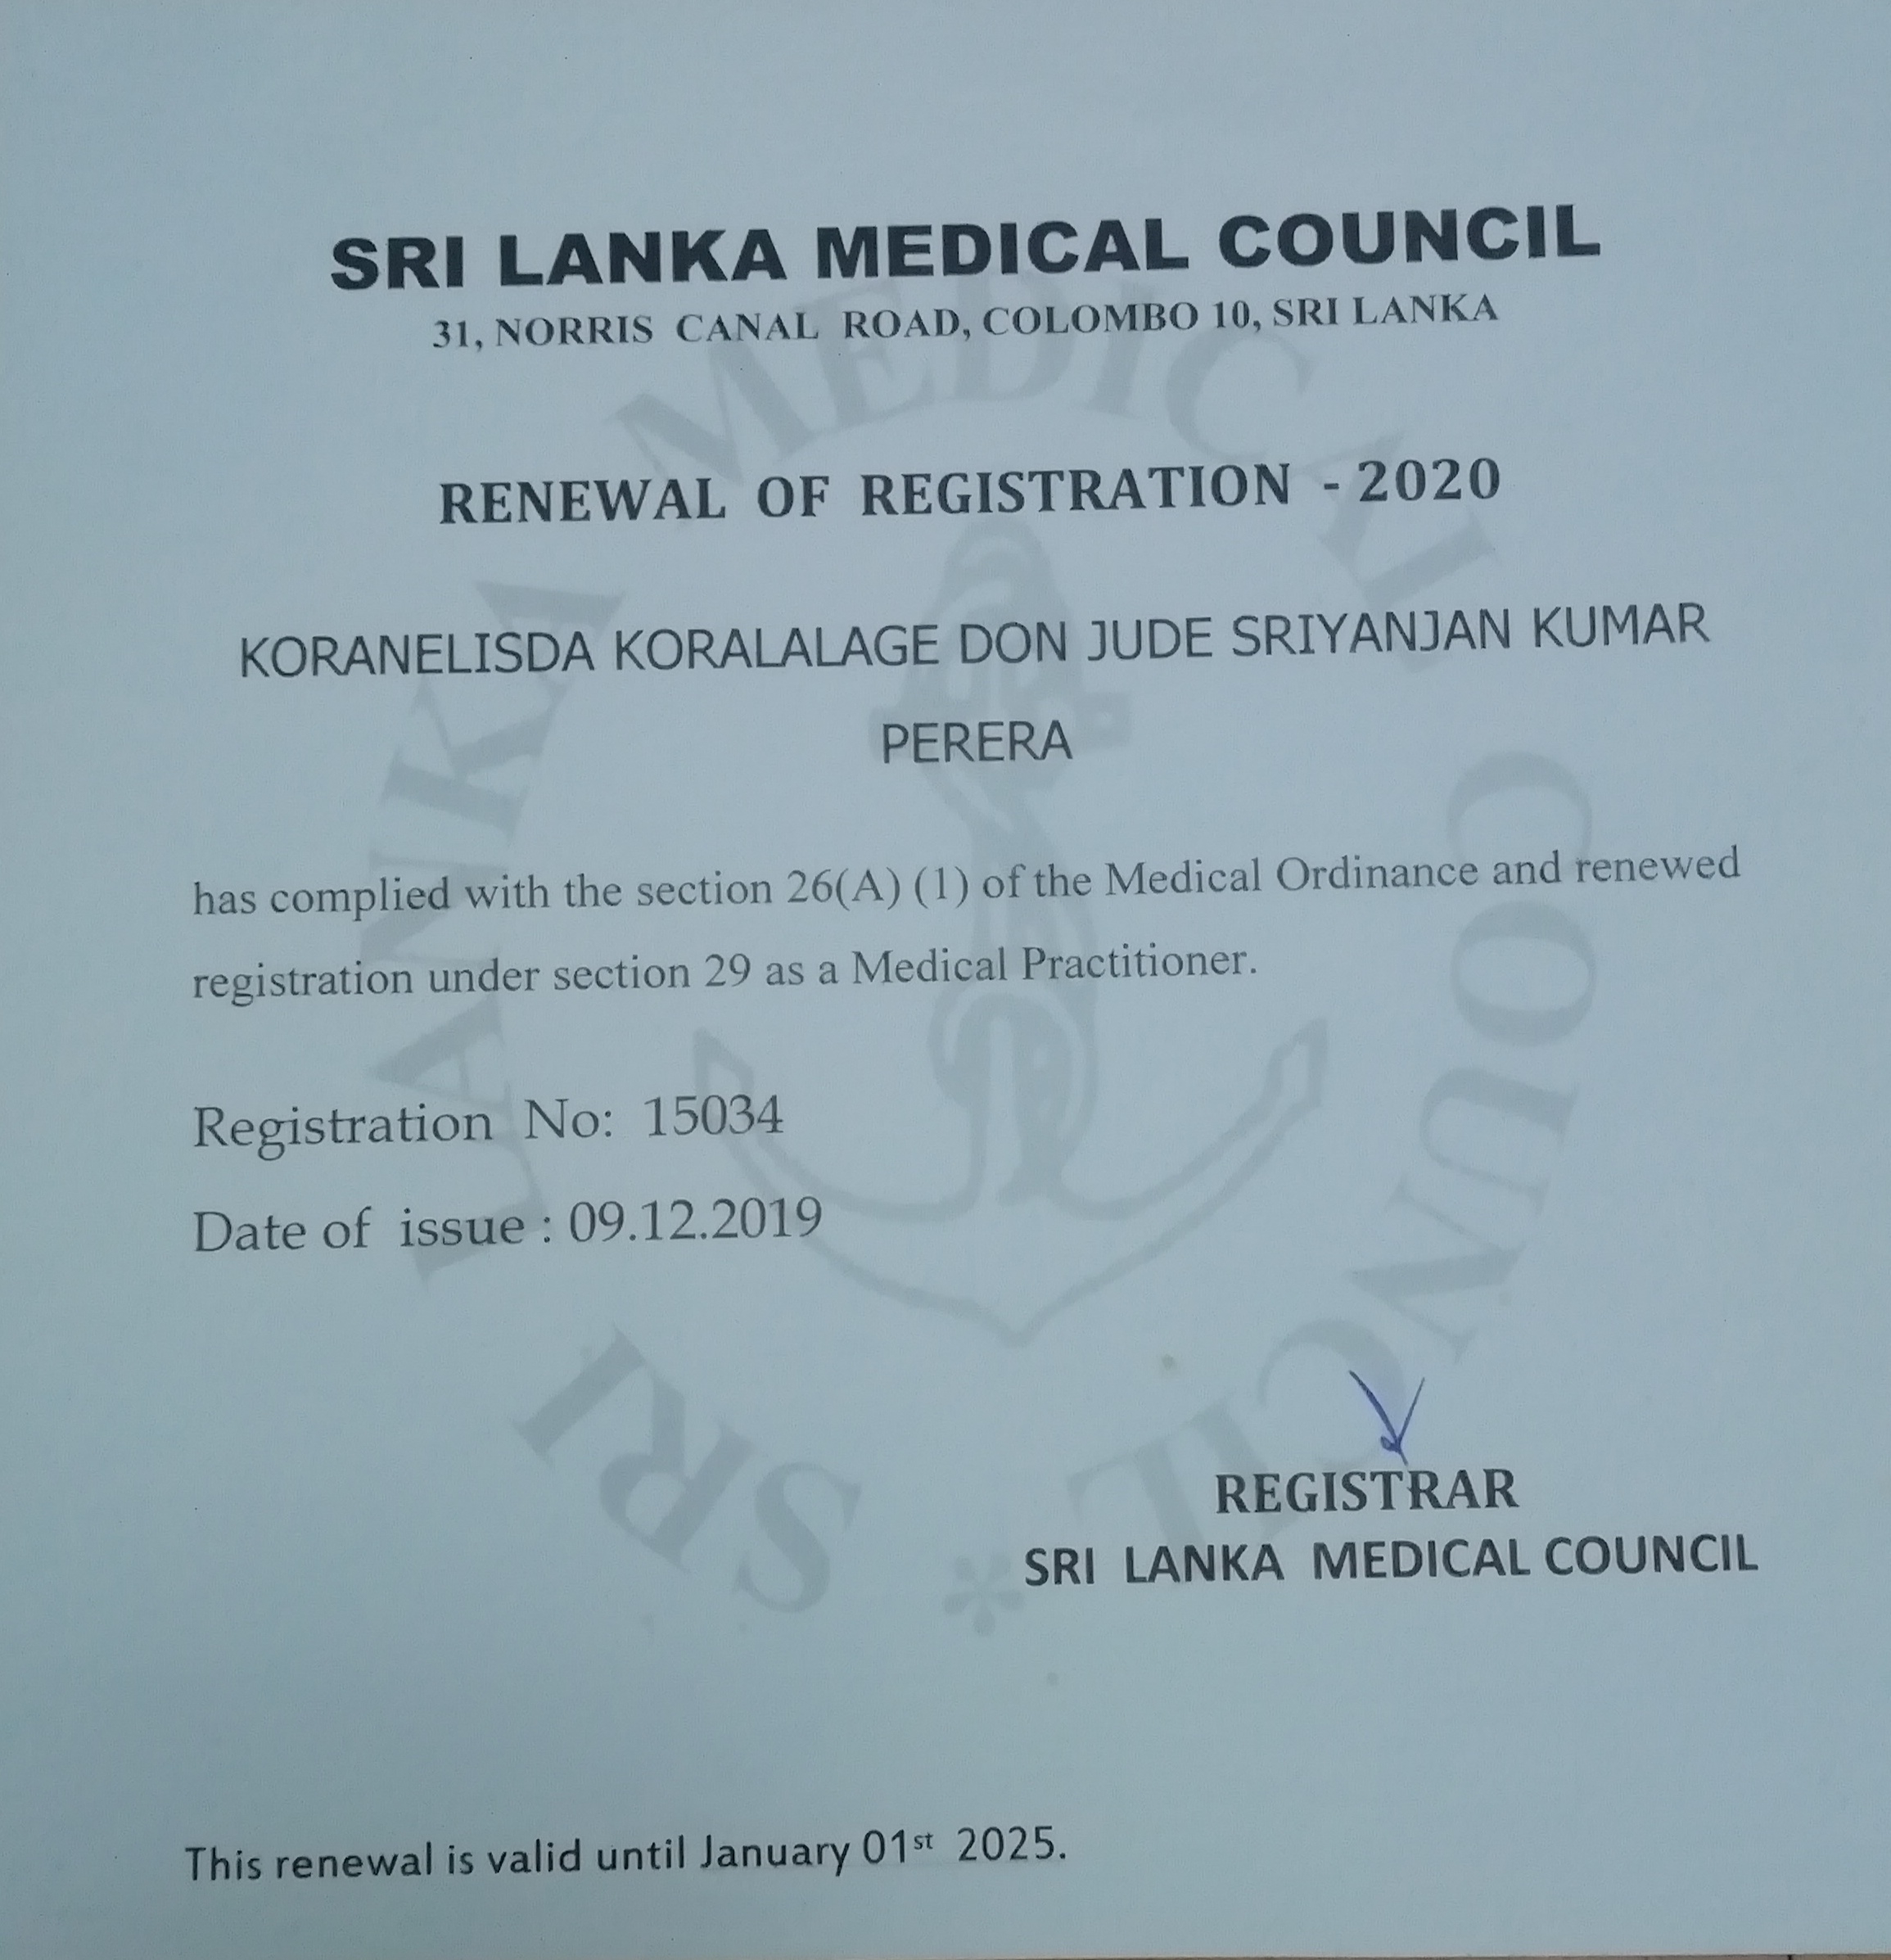 SRI LANKA MEDICAL COUNCIL
31, NORRIS CANAL ROAD, COLOMBO 10, SRI LANKA
RENEWAL OF REGISTRATION - 2020
KORANELISDA KORALALAGE DON JUDE SRIYANJAN KUMAR
PERERA
has complied with the section 26(A) (1) of the Medical Ordinance and renewed
registration under section 29 as a Medical Practitioner.
Registration No: 15034
Date of issue : 09.12.2019
REGISTRAR
SRI LANKA MEDICAL COUNCIL
This renewal is valid until January 01st 2025.
SRI LANKA MEDICAL COUNCIL *